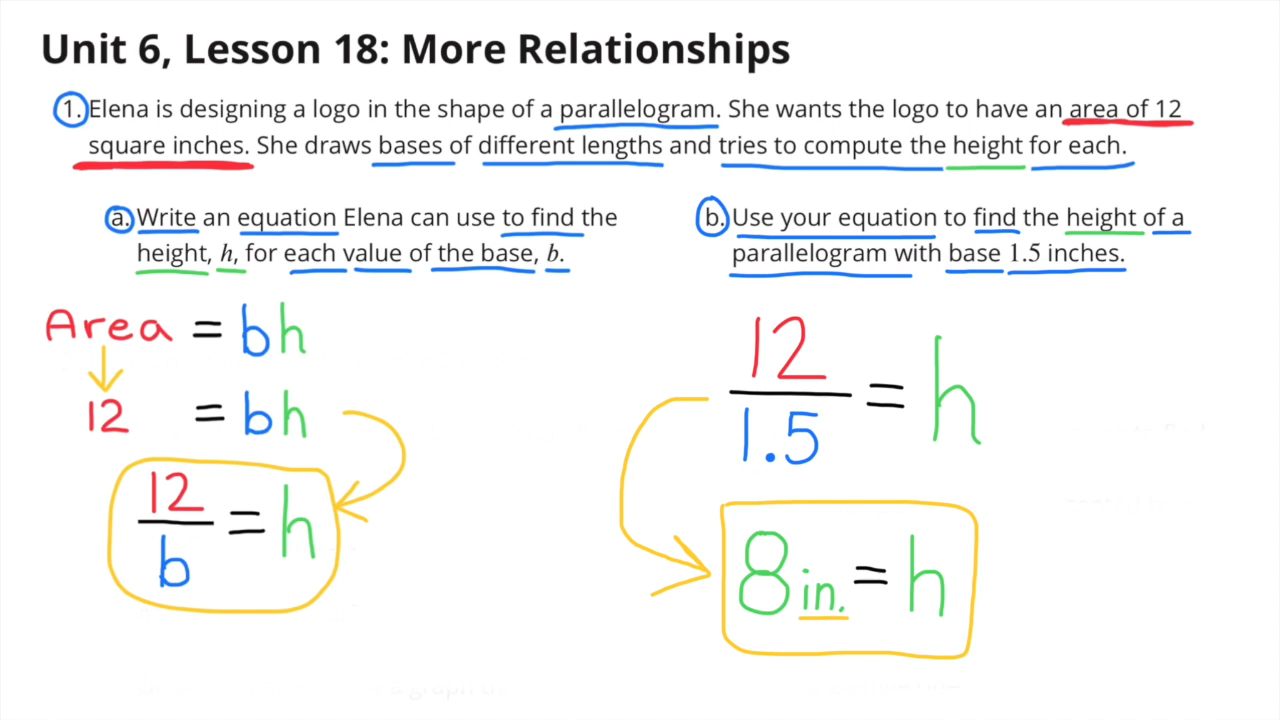 Unit 6, Lesson 18: More Relationships
1. Elena is designing a logo in the shape of a parallelogram. She wants the logo to have an area of 12
square inches. She draws bases of different lengths and tries to compute the height for each.
a. Write an equation Elena can use to find the
height, h, for each value of the base, b.
Area = bh
12 = bh
12
b
= h
b. Use your equation to find the height of a
parallelogram with base 1.5 inches.
12
1.5
= h
8 in. = h